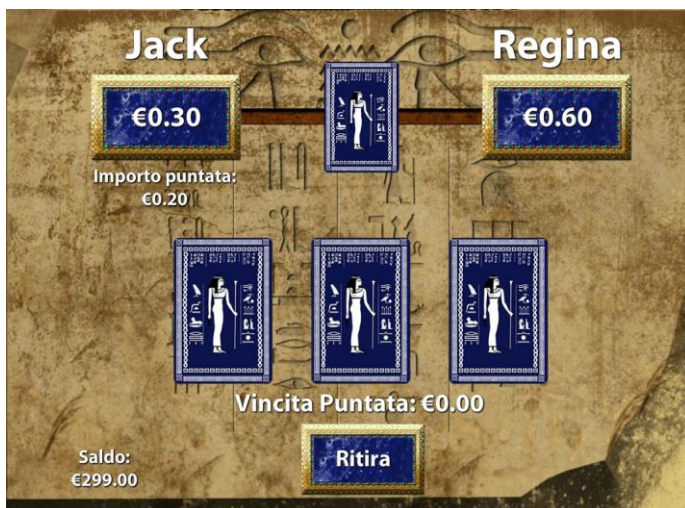 Jack
Regina
€0.30
€0.60
Importo puntata:
€0.20
Vincita Puntata: €0.00
Saldo:
€299.00
Ritira